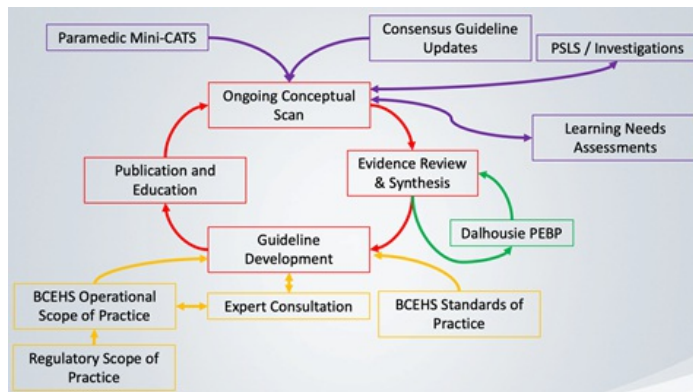 Paramedic Mini-CATS
Consensus Guideline
Updates
PSLS / Investigations
Ongoing Conceptual
Scan
Learning Needs
Assessments
Publication and
Education
Evidence Review
& Synthesis
Dalhousie PEBP
Guideline
Development
BCEHS Operational
Scope of Practice
Expert Consultation
BCEHS Standards of
Practice
Regulatory Scope of
Practice